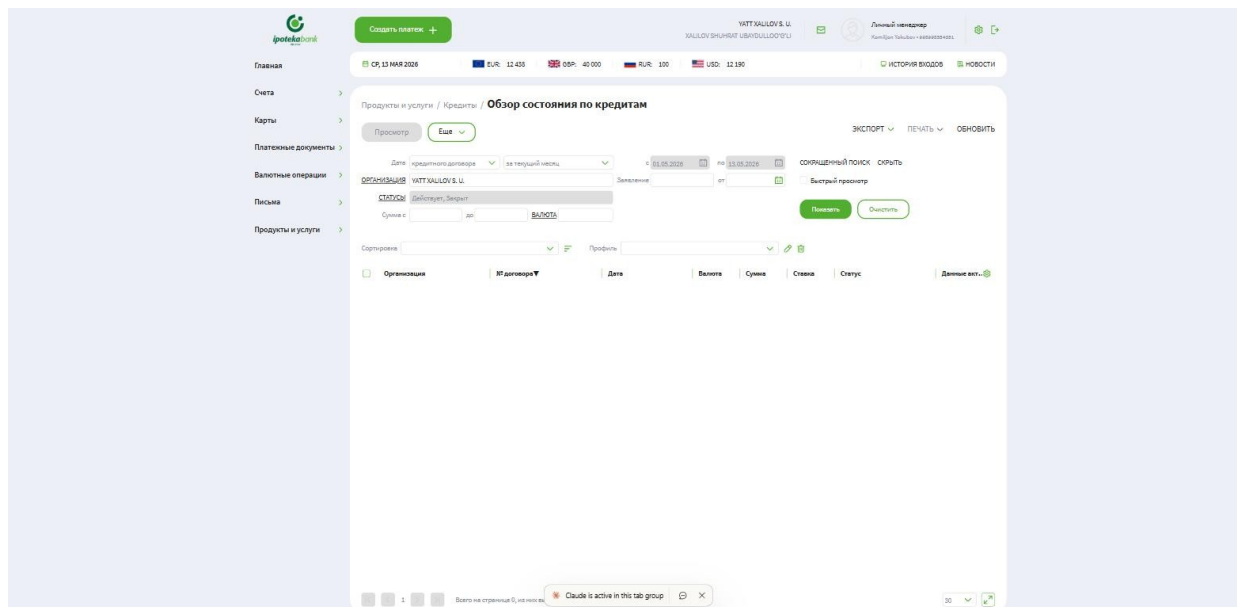 ipotekabank
Создать платеж +
YATT XALILOV S. U.
XALILOV SHUHRAT UBAYDULLOO'G'LI
Личный менеджер
Главная
СР, 13 МАЯ 2026
EUR: 12 435
GBP: 40 000
RUR: 100
USD: 12 190
ИСТОРИЯ ВХОДОВ
НОВОСТИ
Счета
Карты
Платежные документы
Валютные операции
Письма
Продукты и услуги
Продукты и услуги / Кредиты / Обзор состояния по кредитам
Просмотр
Еще
ЭКСПОРТ
ПЕЧАТЬ
ОБНОВИТЬ
Дата
кредитного договора
за текущий месяц
с 01.05.2026
по 13.05.2026
СОКРАЩЕННЫЙ ПОИСК
СКРЫТЬ
ОРГАНИЗАЦИЯ
YATT XALILOV S. U.
Заявление
от
Быстрый просмотр
СТАТУСЫ
Действует, Закрыт
Сумма с
до
ВАЛЮТА
Показать
Очистить
Сортировка
Профиль
Организация
№ договора▼
Дата
Валюта
Сумма
Ставка
Статус
Данные акт...
1
Всего на странице 0, из них вы
Claude is active in this tab group
30